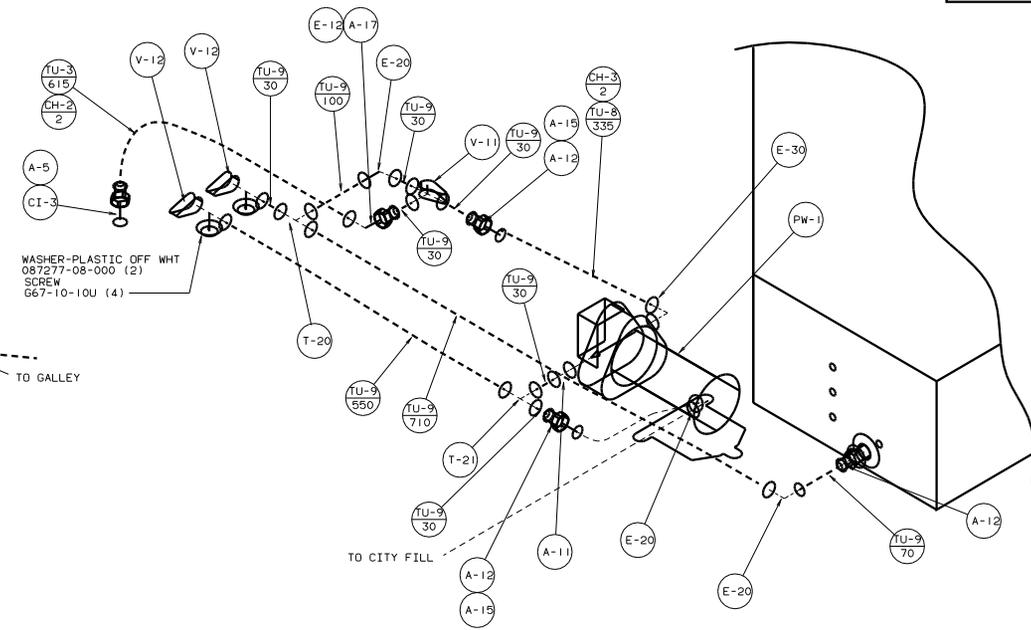 E-12
A-17
V-12
V-12
E-20
TU-3
615
CH-2
2
TU-9
30
TU-9
100
TU-9
30
CH-3
2
TU-8
335
A-15
A-12
TU-9
30
V-11
E-30
A-5
CI-3
PW-1
TU-9
30
WASHER-PLASTIC OFF WHT
087277-08-000 (2)
SCREW
G67-10-10U (4)
TU-9
30
T-20
TO GALLEY
TU-9
550
TU-9
710
T-21
TU-9
30
A-12
TO CITY FILL
A-11
E-20
TU-9
70
A-12
A-15
E-20